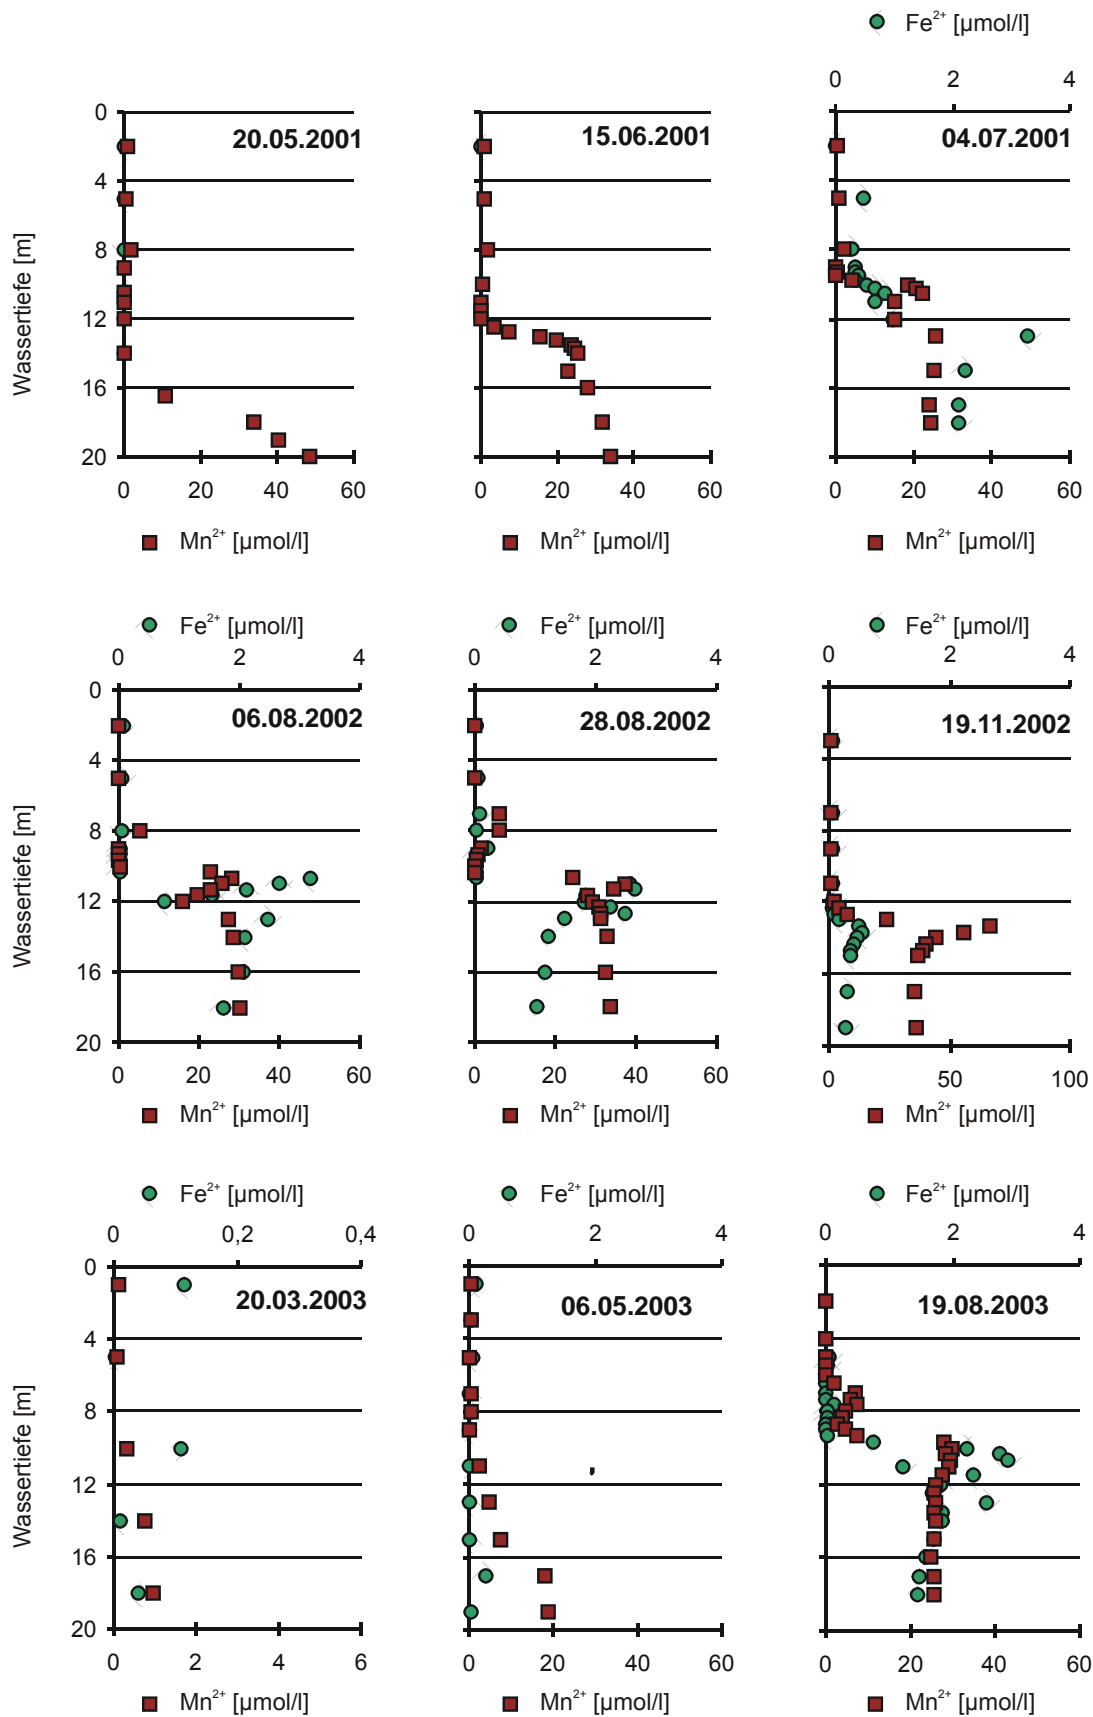 Fe²⁺ [µmol/l]
0 2 4
0
4
8
12
16
20
Wassertiefe [m]
20.05.2001
15.06.2001
04.07.2001
0 20 40 60
0 20 40 60
0 20 40 60
Mn²⁺ [µmol/l]
Mn²⁺ [µmol/l]
Mn²⁺ [µmol/l]
Fe²⁺ [µmol/l]
Fe²⁺ [µmol/l]
Fe²⁺ [µmol/l]
0 2 4
0 2 4
0 2 4
0
4
8
12
16
20
Wassertiefe [m]
06.08.2002
28.08.2002
19.11.2002
0 20 40 60
0 20 40 60
0 50 100
Mn²⁺ [µmol/l]
Mn²⁺ [µmol/l]
Mn²⁺ [µmol/l]
Fe²⁺ [µmol/l]
Fe²⁺ [µmol/l]
Fe²⁺ [µmol/l]
0 0,2 0,4
0 2 4
0 2 4
0
4
8
12
16
20
Wassertiefe [m]
20.03.2003
06.05.2003
19.08.2003
0 2 6
0 20 40 60
0 20 40 60
Mn²⁺ [µmol/l]
Mn²⁺ [µmol/l]
Mn²⁺ [µmol/l]